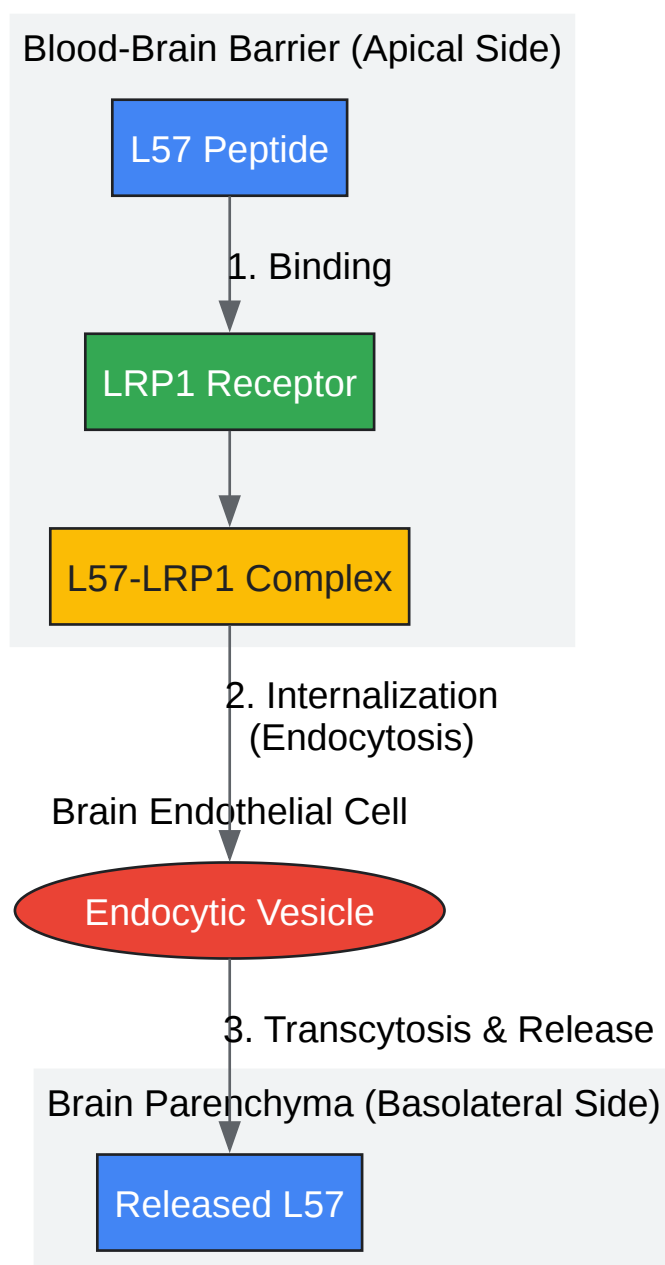 Blood-Brain Barrier (Apical Side)
L57 Peptide
1. Binding
LRP1 Receptor
L57-LRP1 Complex
2. Internalization
(Endocytosis)
Brain Endothelial Cell
Endocytic Vesicle
3. Transcytosis & Release
Brain Parenchyma (Basolateral Side)
Released L57